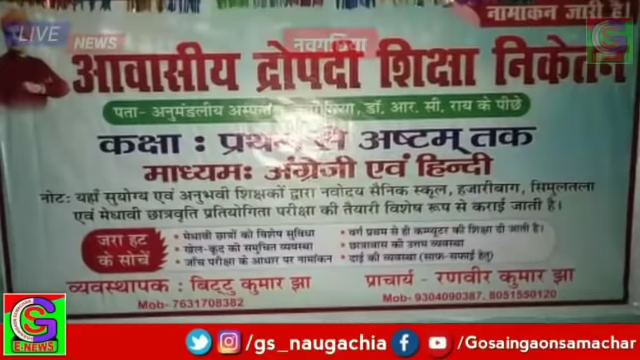 नामांकन जारी है।
LIVE NEWS
नवगछिया
आवासीय द्रोपदी शिक्षा निकेतन
पता- अनुमंडलीय डॉ. आर. सी. राय के पीछे
कक्षा : प्रथम से अष्टम् तक
माध्यमः अंग्रेजी एवं हिन्दी
नोटः यहाँ सुयोग्य एवं अनुभवी शिक्षकों द्वारा नवोदय सैनिक स्कूल, हजारीबाग, सिमुलतला
एवं मेधावी छात्रवृति प्रतियोगिता परीक्षा की तैयारी विशेष रूप से कराई जाती है।
जरा हट के सोचें
• मेधावी छात्रों को विशेष सुविधा
• खेल-कूद की समुचित व्यवस्था
• जाँच परीक्षा के आधार पर नामांकन
• वर्ग प्रथम से ही कम्प्यूटर की शिक्षा दी जाती है।
• छात्रावास की उत्तम व्यवस्था
• दाई की व्यवस्था (साफ-सफाई हेतु)
व्यवस्थापक : बिट्टु कुमार झा
Mob- 7631708382
प्राचार्य - रणवीर कुमार झा
Mob- 9304090387, 8051550120
GS
E-NEWS
/gs_naugachia
/Gosaingaonsamachar